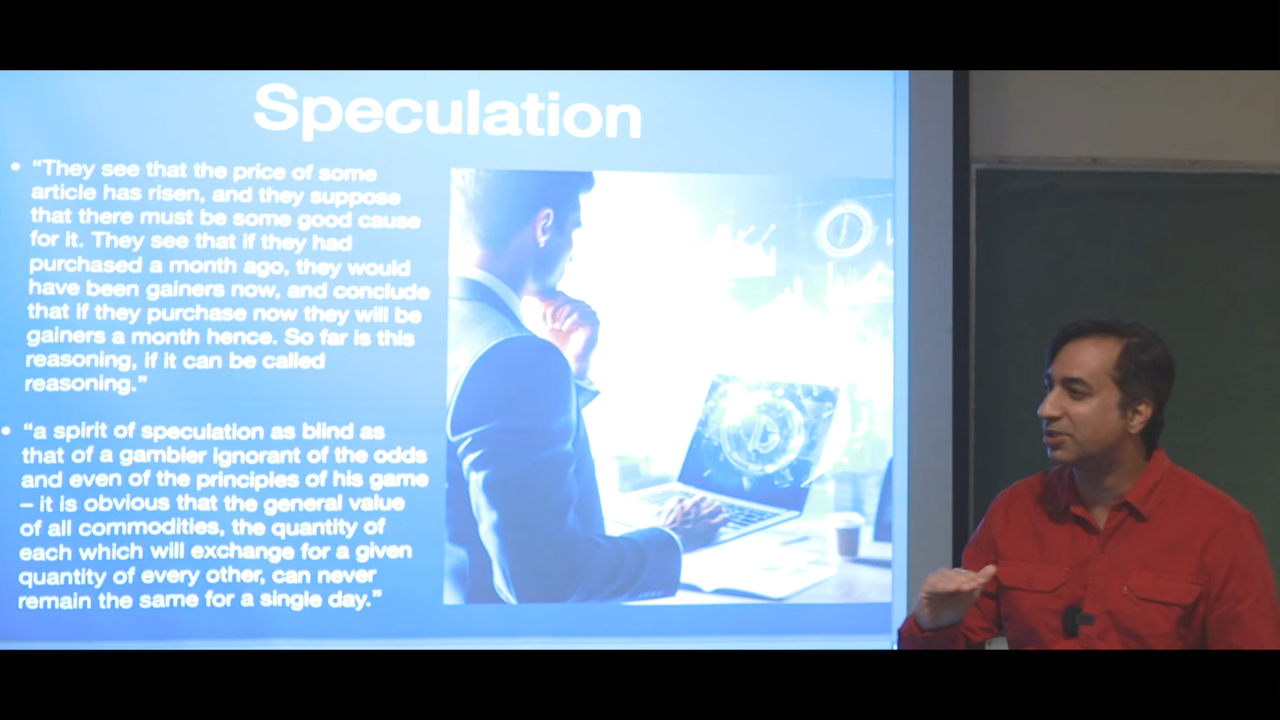 Speculation
• “They see that the price of some
article has risen, and they suppose
that there must be some good cause
for it. They see that if they had
purchased a month ago, they would
have been gainers now, and conclude
that if they purchase now they will be
gainers a month hence. So far is this
reasoning, if it can be called
reasoning.”
• “a spirit of speculation as blind as
that of a gambler ignorant of the odds
and even of the principles of his game
– it is obvious that the general value
of all commodities, the quantity of
each which will exchange for a given
quantity of every other, can never
remain the same for a single day.”